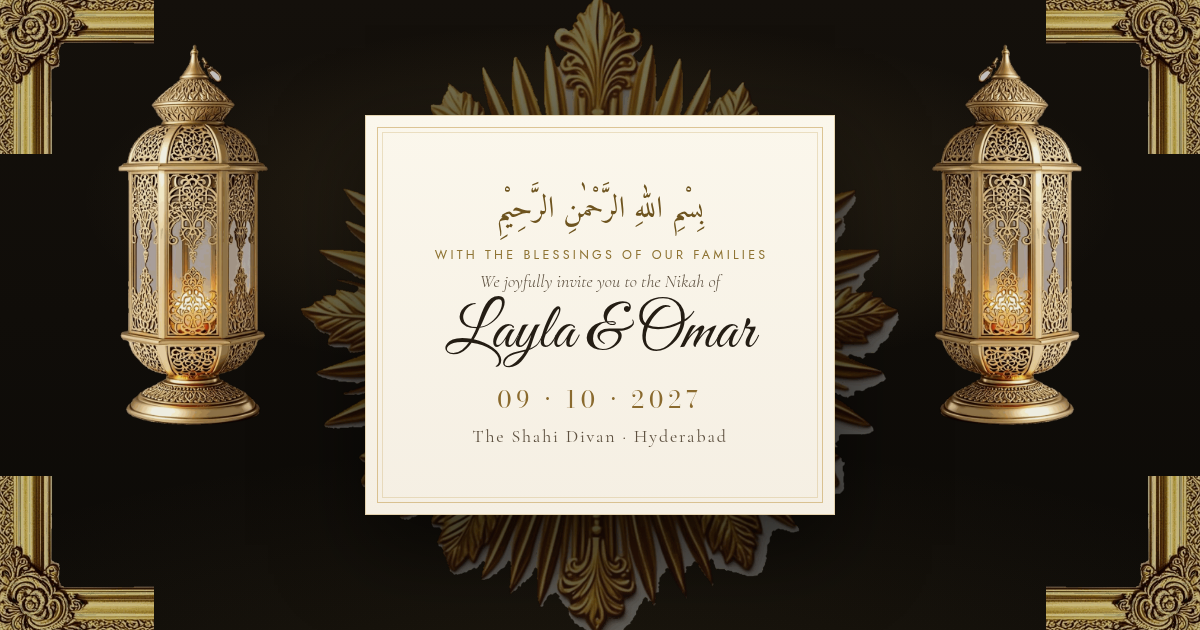 بِسْمِ اللهِ الرَّحْمٰنِ الرَّحِيْمِ
WITH THE BLESSINGS OF OUR FAMILIES
We joyfully invite you to the Nikah of
Layla & Omar
09 · 10 · 2027
The Shahi Divan · Hyderabad